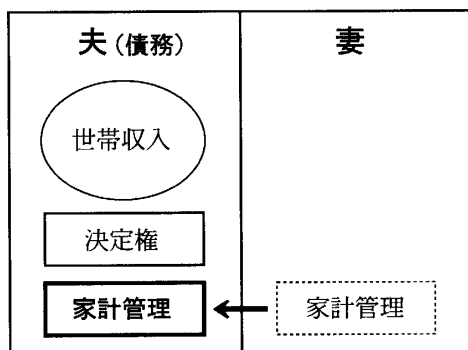 夫（債務）
妻
世帯収入
決定権
家計管理
家計管理